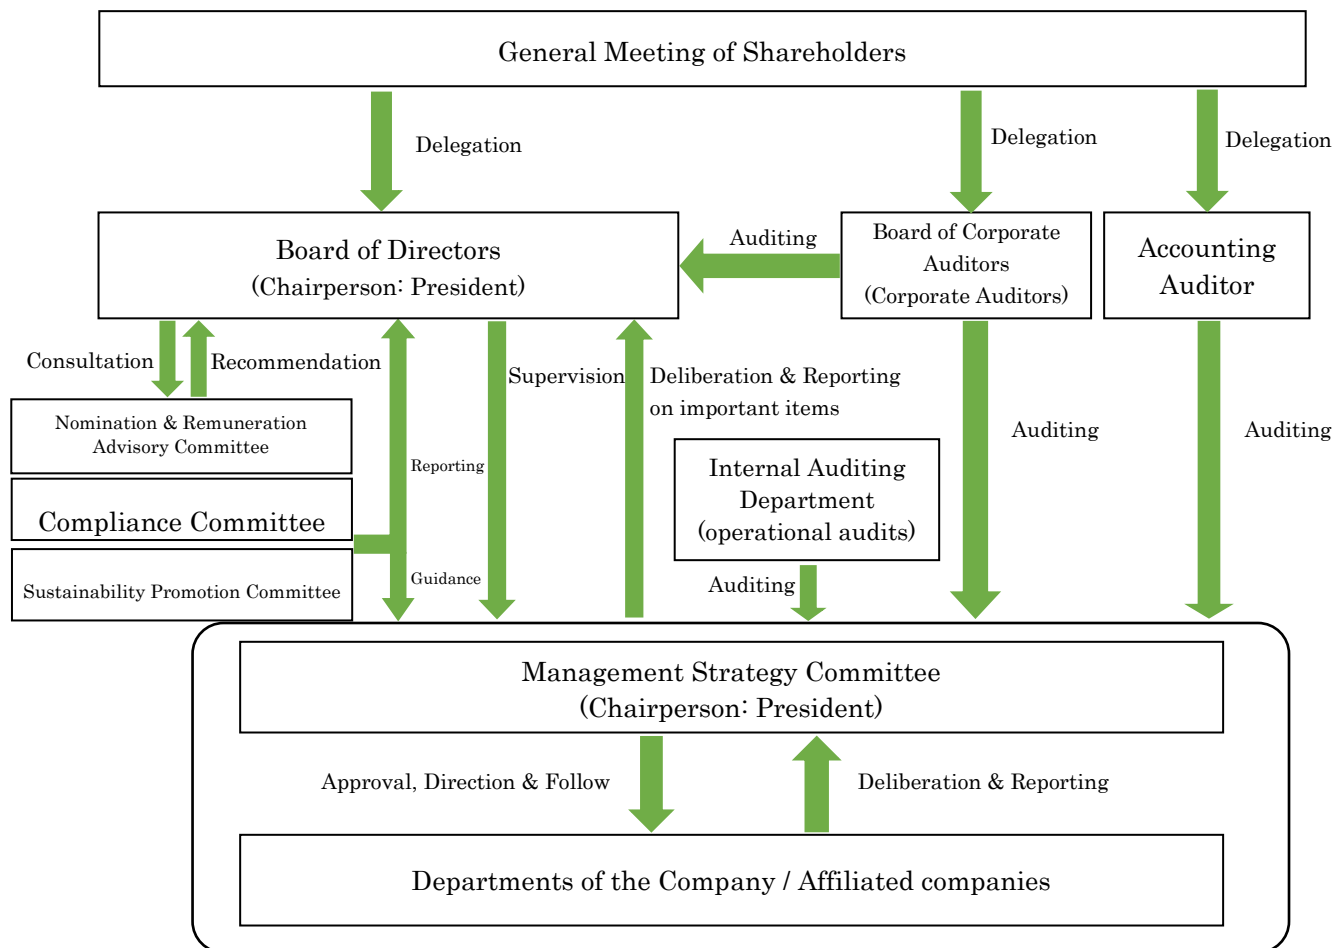 General Meeting of Shareholders
Delegation
Delegation
Delegation
Board of Directors
(Chairperson: President)
Auditing
Board of Corporate
Auditors
(Corporate Auditors)
Accounting
Auditor
Consultation
Recommendation
Supervision
Deliberation & Reporting
on important items
Nomination & Remuneration
Advisory Committee
Auditing
Auditing
Reporting
Internal Auditing
Department
(operational audits)
Compliance Committee
Guidance
Auditing
Sustainability Promotion Committee
Management Strategy Committee
(Chairperson: President)
Approval, Direction & Follow
Deliberation & Reporting
Departments of the Company / Affiliated companies